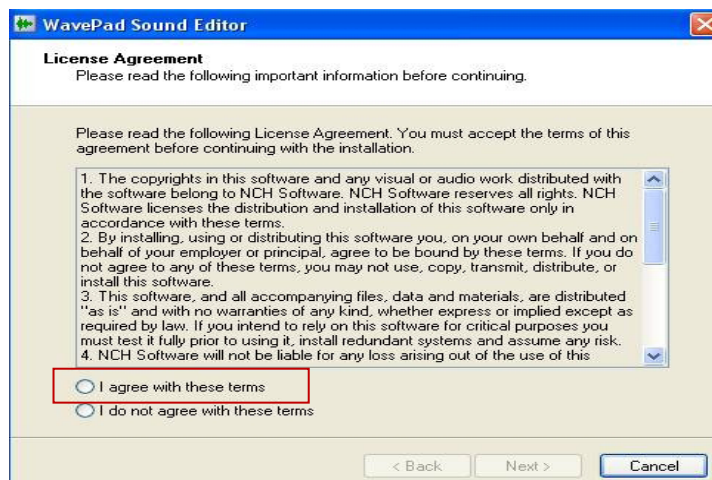 WavePad Sound Editor
License Agreement
Please read the following important information before continuing.
Please read the following License Agreement. You must accept the terms of this
agreement before continuing with the installation.
1. The copyrights in this software and any visual or audio work distributed with
the software belong to NCH Software. NCH Software reserves all rights. NCH
Software licenses the distribution and installation of this software only in
accordance with these terms.
2. By installing, using or distributing this software you, on your own behalf and on
behalf of your employer or principal, agree to be bound by these terms. If you do
not agree to any of these terms, you may not use, copy, transmit, distribute, or
install this software.
3. This software, and all accompanying files, data and materials, are distributed
"as is" and with no warranties of any kind, whether express or implied except as
required by law. If you intend to rely on this software for critical purposes you
must test it fully prior to using it, install redundant systems and assume any risk.
4. NCH Software will not be liable for any loss arising out of the use of this
I agree with these terms
I do not agree with these terms
< Back Next > Cancel